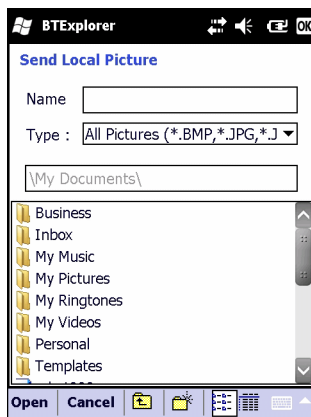 BTExplorer OK
Send Local Picture
Name
Type : All Pictures (*.BMP,*.JPG,*.J
\My Documents\
Business
Inbox
My Music
My Pictures
My Ringtones
My Videos
Personal
Templates
Open Cancel